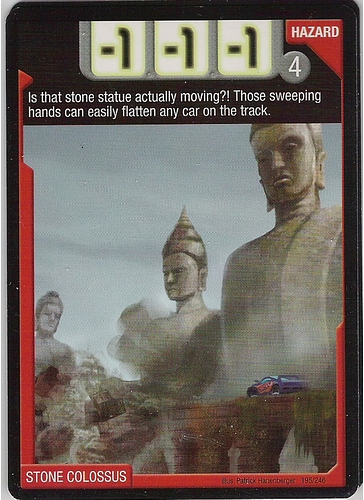 -1 -1 -1
HAZARD
4
Is that stone statue actually moving?! Those sweeping
hands can easily flatten any car on the track.
STONE COLOSSUS
Illus. Patrick Hanenberger 195/246